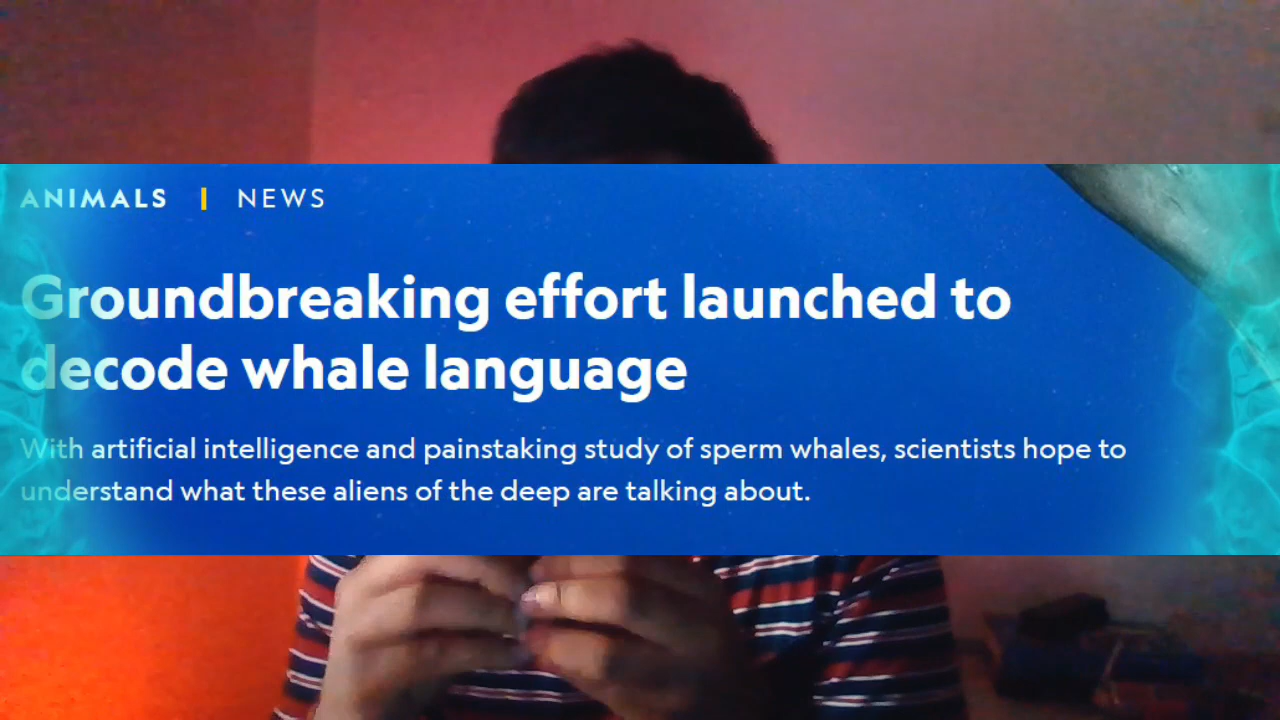 ANIMALS | NEWS
Groundbreaking effort launched to
decode whale language
With artificial intelligence and painstaking study of sperm whales, scientists hope to
understand what these aliens of the deep are talking about.